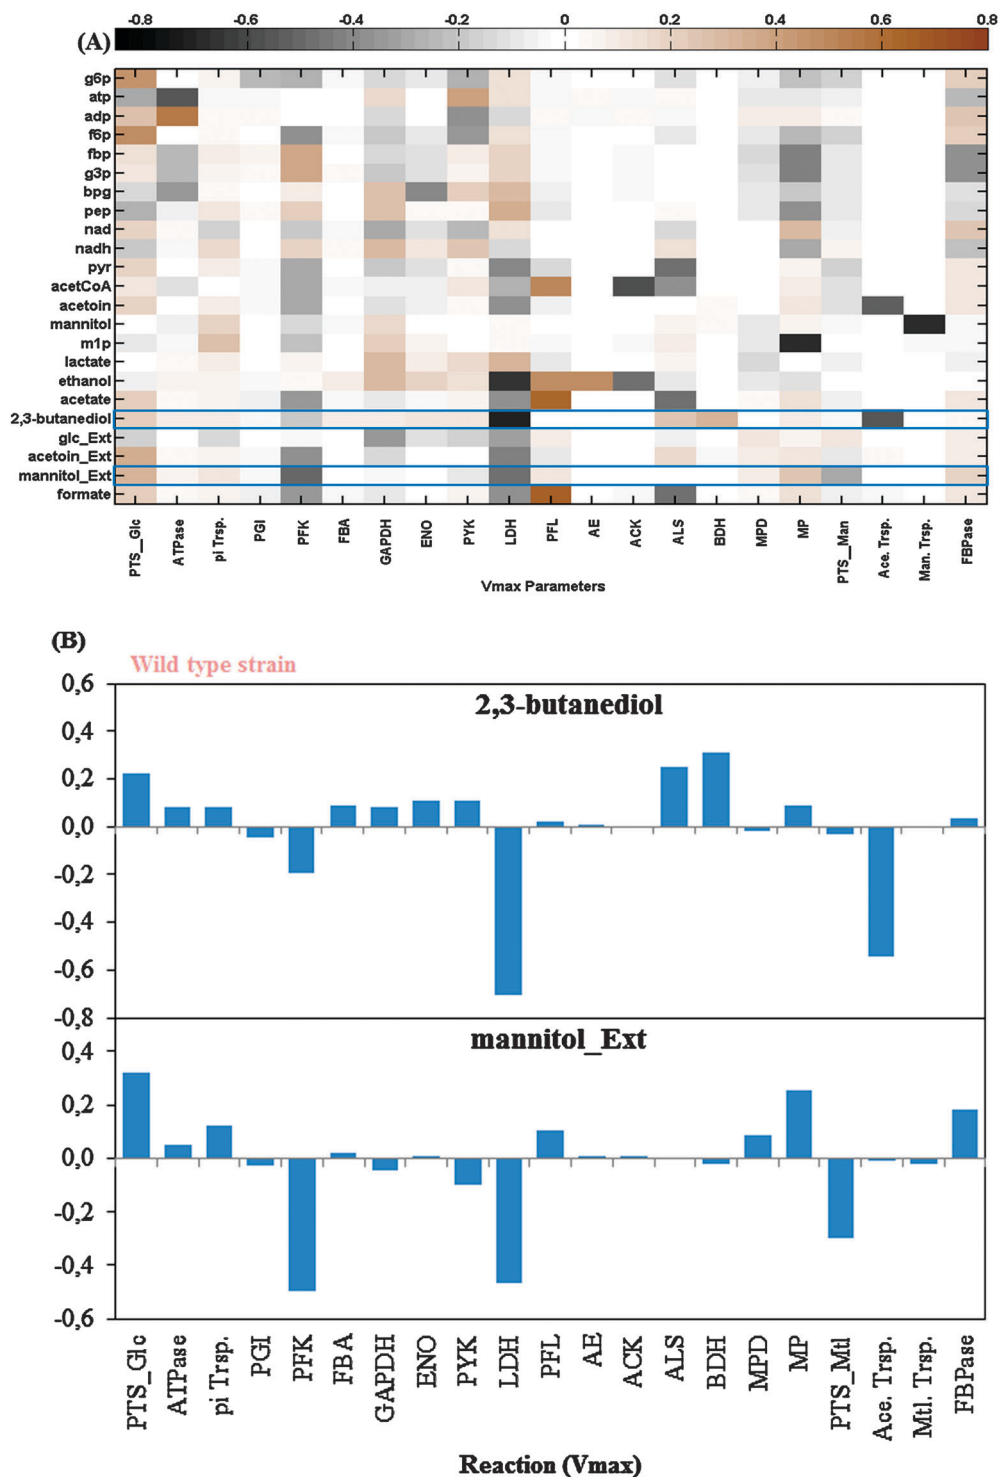 -0.8 -0.6 -0.4 -0.2 0 0.2 0.4 0.6 0.8
(A)
g6p
atp
adp
f6p
fbp
g3p
bpg
pep
nad
nadh
pyr
acetCoA
acetoin
mannitol
m1p
lactate
ethanol
acetate
2,3-butanediol
glc_Ext
acetoin_Ext
mannitol_Ext
formate
PTS__Glc ATPase pi Trsp. PGI PFK FBA GAPDH ENO PYK LDH PFL AE ACK ALS BDH MPD MP PTS__Man Ace. Trsp. Man. Trsp. FBPase
Vmax Parameters
(B)
Wild type strain
2,3-butanediol
0,6
0,4
0,2
0,0
-0,2
-0,4
-0,6
-0,8
mannitol_Ext
0,4
0,2
0,0
-0,2
-0,4
-0,6
PTS_Glc ATPase pi Trsp. PGI PFK FBA GAPDH ENO PYK LDH PFL AE ACK ALS BDH MPD MP PTS_Mtl Ace. Trsp. Mtl. Trsp. FBPase
Reaction (Vmax)